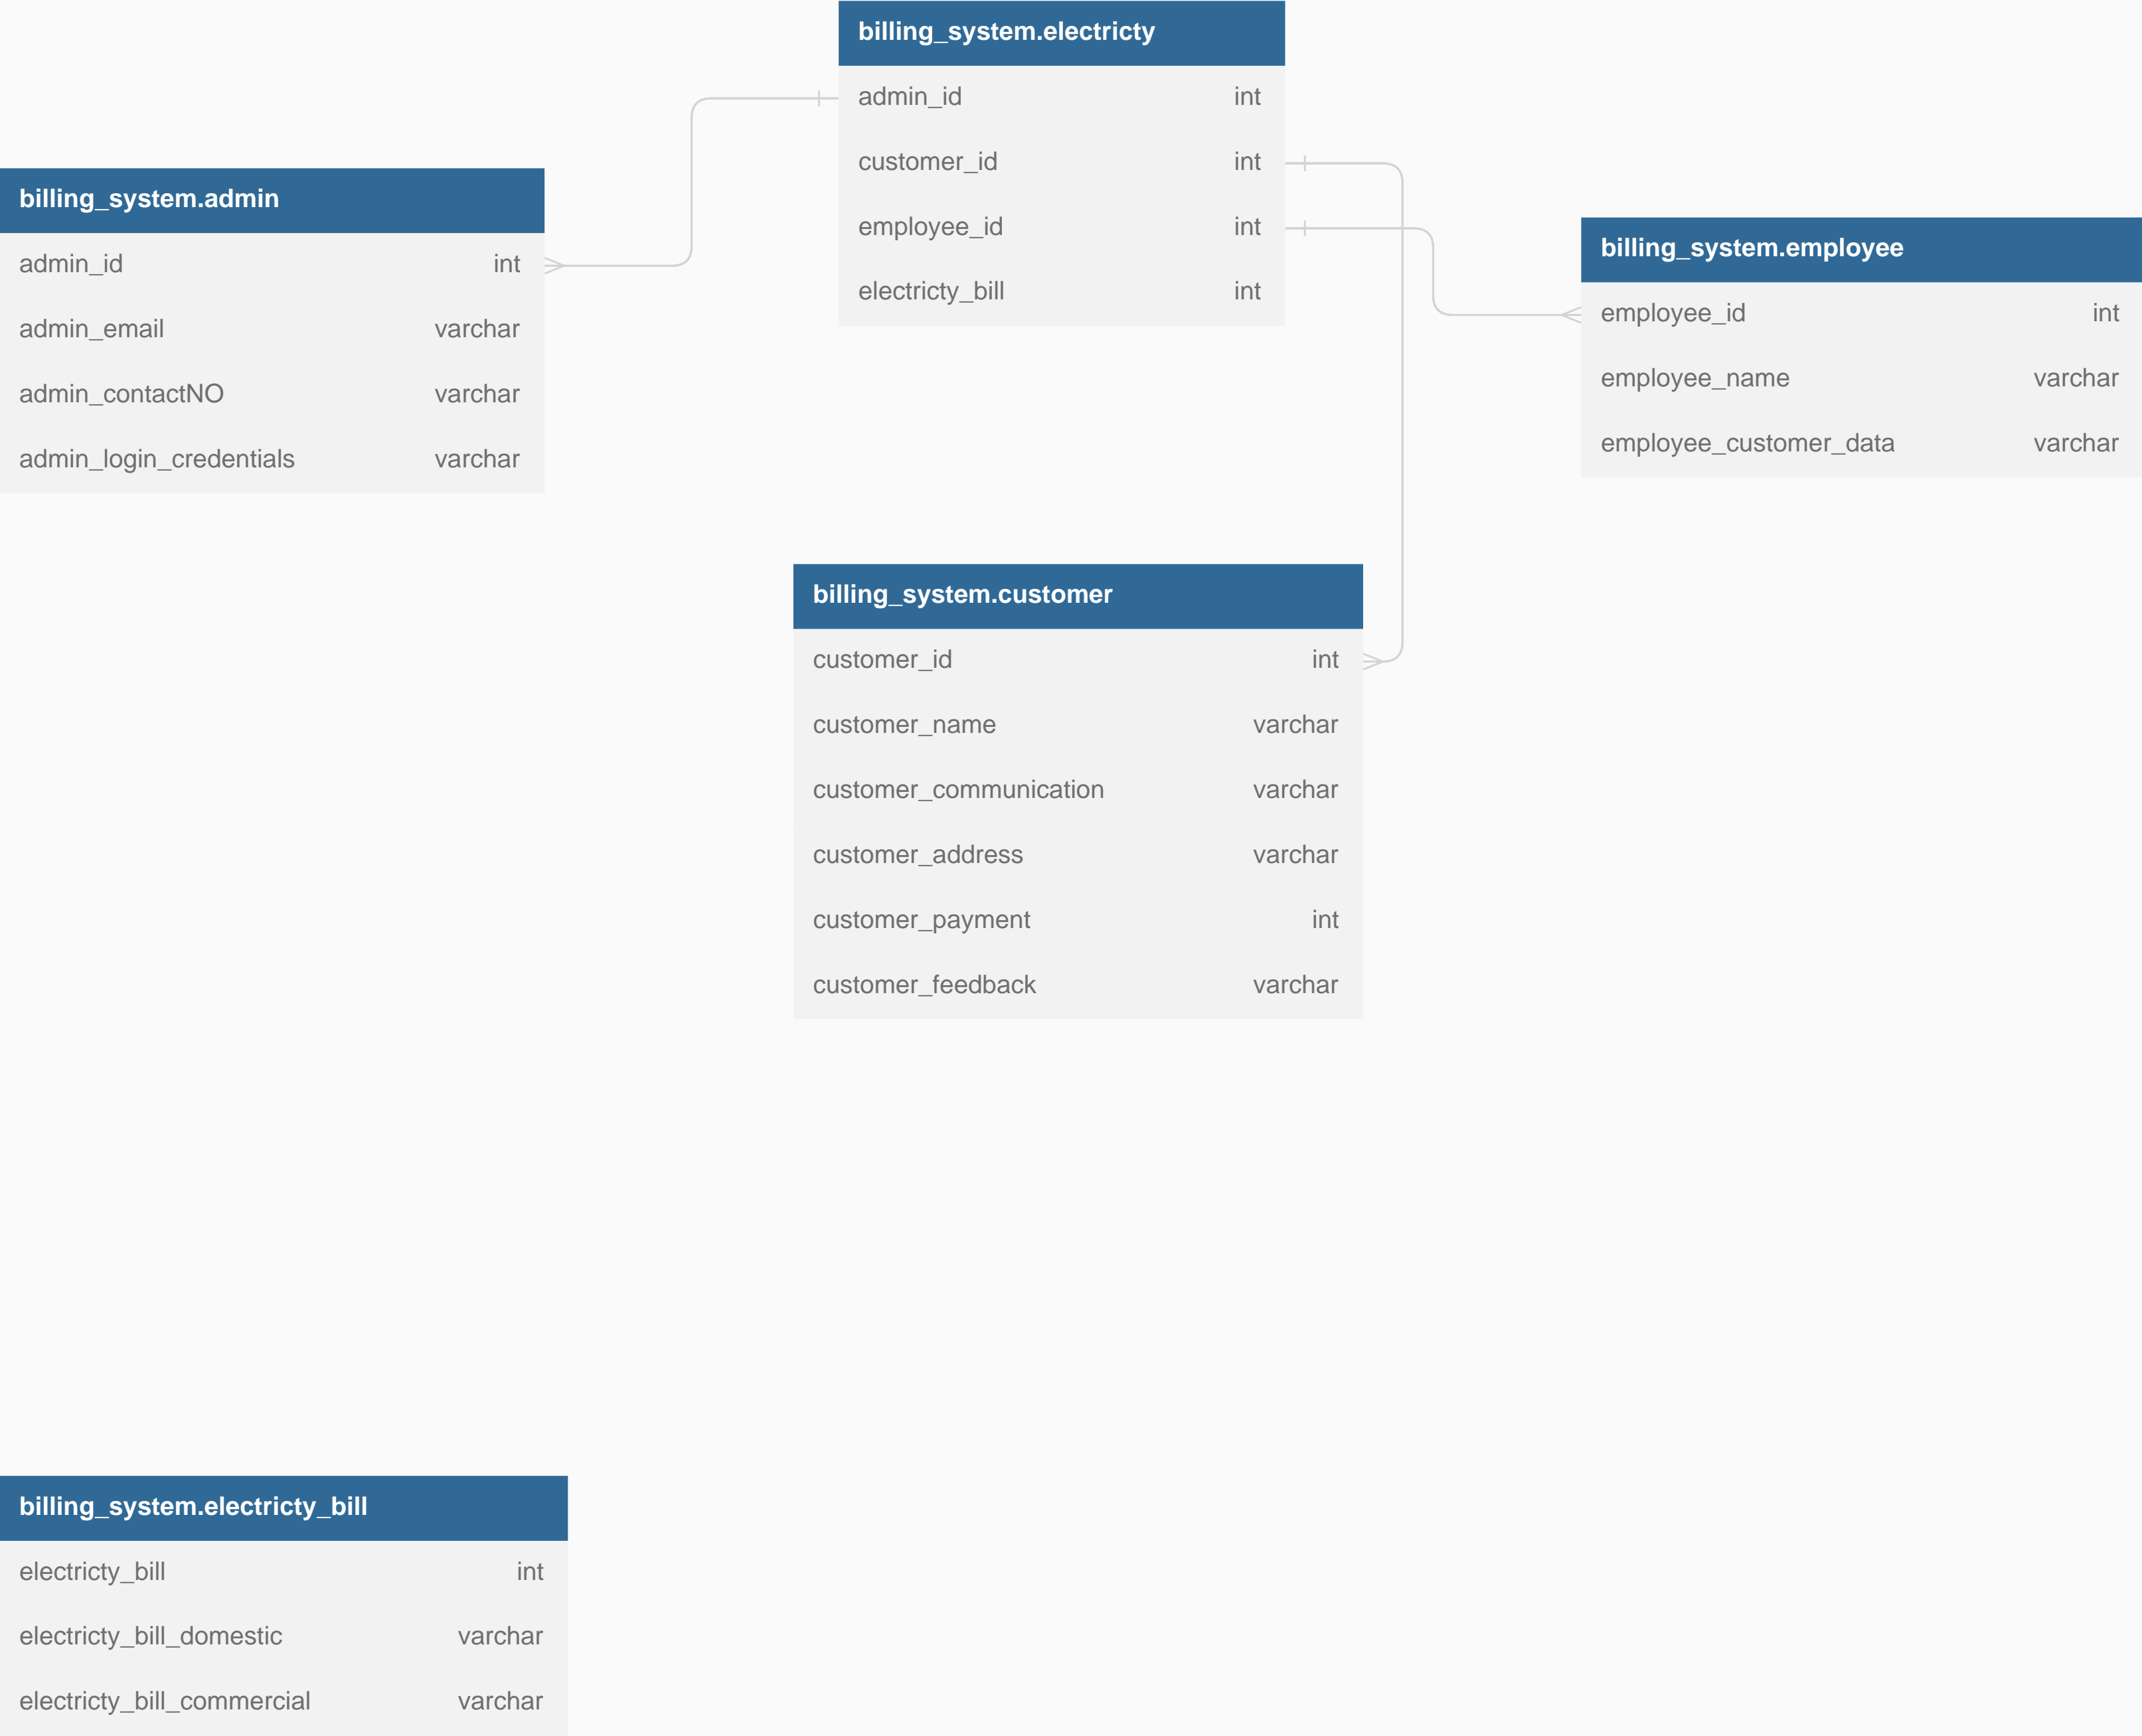 billing_system.electricty
admin_id int
customer_id int
employee_id int
electricty_bill int
billing_system.admin
admin_id int
admin_email varchar
admin_contactNO varchar
admin_login_credentials varchar
billing_system.employee
employee_id int
employee_name varchar
employee_customer_data varchar
billing_system.customer
customer_id int
customer_name varchar
customer_communication varchar
customer_address varchar
customer_payment int
customer_feedback varchar
billing_system.electricty_bill
electricty_bill int
electricty_bill_domestic varchar
electricty_bill_commercial varchar